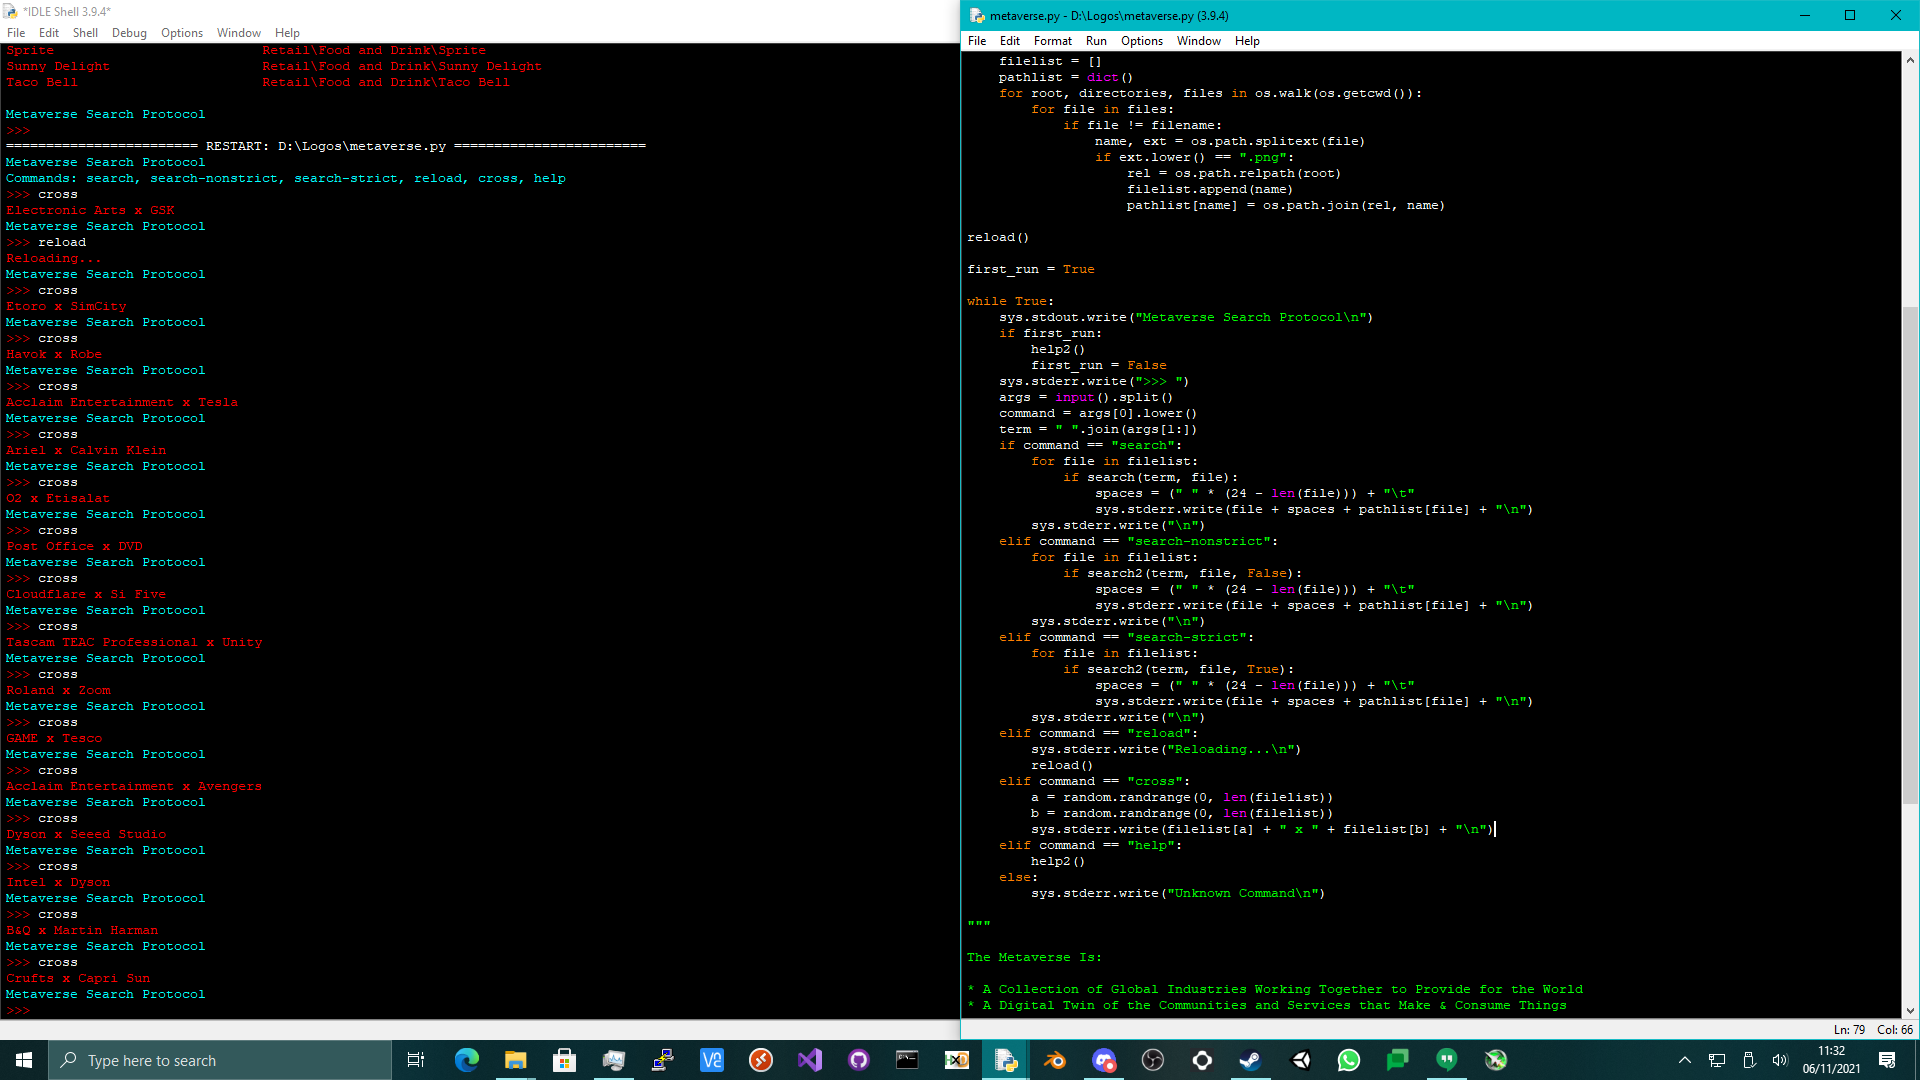 *IDLE Shell 3.9.4*
File Edit Shell Debug Options Window Help
Sprite Retail\Food and Drink\Sprite
Sunny Delight Retail\Food and Drink\Sunny Delight
Taco Bell Retail\Food and Drink\Taco Bell
Metaverse Search Protocol
>>>
======================== RESTART: D:\Logos\metaverse.py ========================
Metaverse Search Protocol
Commands: search, search-nonstrict, search-strict, reload, cross, help
>>> cross
Electronic Arts x GSK
Metaverse Search Protocol
>>> reload
Reloading...
Metaverse Search Protocol
>>> cross
Etoro x SimCity
Metaverse Search Protocol
>>> cross
Havok x Robe
Metaverse Search Protocol
>>> cross
Acclaim Entertainment x Tesla
Metaverse Search Protocol
>>> cross
Ariel x Calvin Klein
Metaverse Search Protocol
>>> cross
O2 x Etisalat
Metaverse Search Protocol
>>> cross
Post Office x DVD
Metaverse Search Protocol
>>> cross
Cloudflare x Si Five
Metaverse Search Protocol
>>> cross
Tascam TEAC Professional x Unity
Metaverse Search Protocol
>>> cross
Roland x Zoom
Metaverse Search Protocol
>>> cross
GAME x Tesco
Metaverse Search Protocol
>>> cross
Acclaim Entertainment x Avengers
Metaverse Search Protocol
>>> cross
Dyson x Seeed Studio
Metaverse Search Protocol
>>> cross
Intel x Dyson
Metaverse Search Protocol
>>> cross
B&Q x Martin Harman
Metaverse Search Protocol
>>> cross
Crufts x Capri Sun
Metaverse Search Protocol
>>>
metaverse.py - D:\Logos\metaverse.py (3.9.4)
File Edit Format Run Options Window Help
    filelist = []
    pathlist = dict()
    for root, directories, files in os.walk(os.getcwd()):
        for file in files:
            if file != filename:
                name, ext = os.path.splitext(file)
                if ext.lower() == ".png":
                    rel = os.path.relpath(root)
                    filelist.append(name)
                    pathlist[name] = os.path.join(rel, name)
reload()
first_run = True
while True:
    sys.stdout.write("Metaverse Search Protocol\n")
    if first_run:
        help2()
        first_run = False
    sys.stderr.write(">>> ")
    args = input().split()
    command = args[0].lower()
    term = " ".join(args[1:])
    if command == "search":
        for file in filelist:
            if search(term, file):
                spaces = (" " * (24 - len(file))) + "\t"
                sys.stderr.write(file + spaces + pathlist[file] + "\n")
        sys.stderr.write("\n")
    elif command == "search-nonstrict":
        for file in filelist:
            if search2(term, file, False):
                spaces = (" " * (24 - len(file))) + "\t"
                sys.stderr.write(file + spaces + pathlist[file] + "\n")
        sys.stderr.write("\n")
    elif command == "search-strict":
        for file in filelist:
            if search2(term, file, True):
                spaces = (" " * (24 - len(file))) + "\t"
                sys.stderr.write(file + spaces + pathlist[file] + "\n")
        sys.stderr.write("\n")
    elif command == "reload":
        sys.stderr.write("Reloading...\n")
        reload()
    elif command == "cross":
        a = random.randrange(0, len(filelist))
        b = random.randrange(0, len(filelist))
        sys.stderr.write(filelist[a] + " x " + filelist[b] + "\n")
    elif command == "help":
        help2()
    else:
        sys.stderr.write("Unknown Command\n")
"""
The Metaverse Is:
* A Collection of Global Industries Working Together to Provide for the World
* A Digital Twin of the Communities and Services that Make & Consume Things
Ln: 79 Col: 66
Type here to search
11:32
06/11/2021